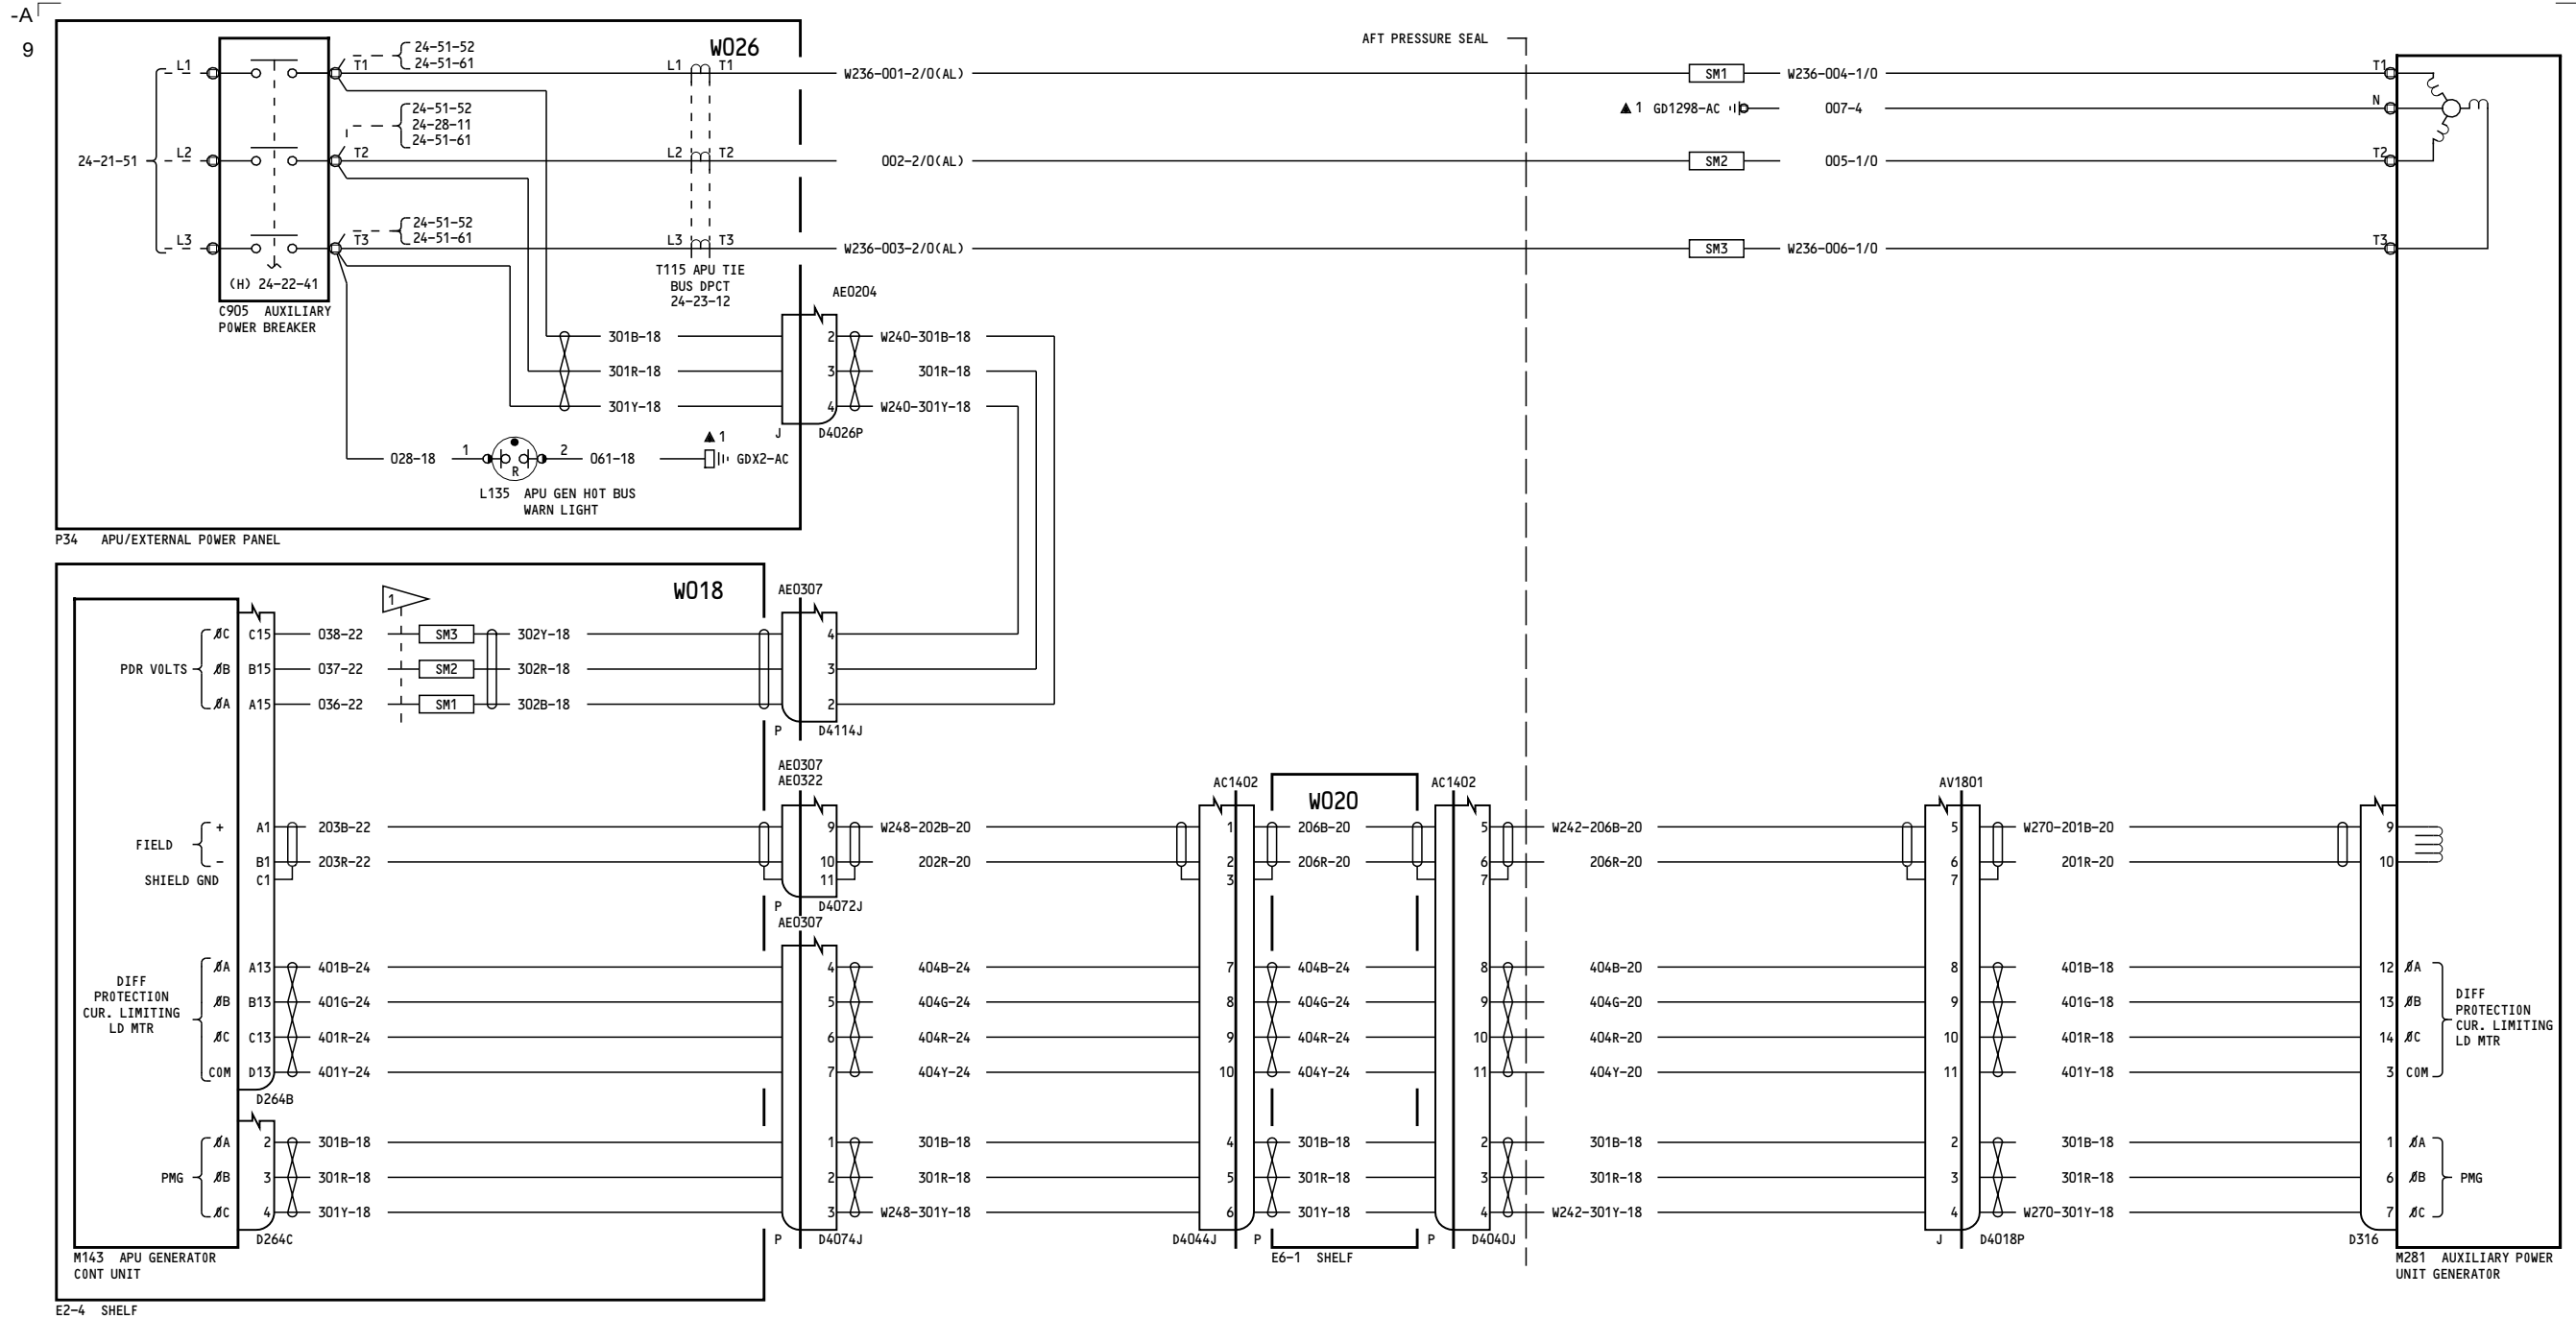 -A
9
W026
AFT PRESSURE SEAL
24-51-52
24-51-61
L1
T1
L1 T1
W236-001-2/0(AL)
SM1
W236-004-1/0
T1
24-51-52
24-28-11
24-51-61
▲1 GD1298-AC
007-4
N
24-21-51
L2
T2
L2 T2
002-2/0(AL)
SM2
005-1/0
T2
24-51-52
24-51-61
L3
T3
L3 T3
W236-003-2/0(AL)
SM3
W236-006-1/0
T3
(H) 24-22-41
C905 AUXILIARY
POWER BREAKER
T115 APU TIE
BUS DPCT
24-23-12
AE0204
301B-18
2
W240-301B-18
301R-18
3
301R-18
301Y-18
4
W240-301Y-18
J
D4026P
▲1
028-18
1
R
2
061-18
GDX2-AC
L135 APU GEN HOT BUS
WARN LIGHT
P34 APU/EXTERNAL POWER PANEL
W018
1
AE0307
PDR VOLTS
ØC C15 038-22 SM3 302Y-18 4
ØB B15 037-22 SM2 302R-18 3
ØA A15 036-22 SM1 302B-18 2
P
D4114J
AE0307
AE0322
AC1402
W020
AC1402
AV1801
FIELD
+ A1 203B-22 9 W248-202B-20 1 206B-20 5 W242-206B-20 5 W270-201B-20 9
− B1 203R-22 10 202R-20 2 206R-20 6 206R-20 6 201R-20 10
SHIELD GND C1 11 3 7 7
P
D4072J
AE0307
DIFF
PROTECTION
CUR. LIMITING
LD MTR
ØA A13 401B-24 4 404B-24 7 404B-24 8 404B-20 8 401B-18 12 ØA
ØB B13 401G-24 5 404G-24 8 404G-24 9 404G-20 9 401G-18 13 ØB
ØC C13 401R-24 6 404R-24 9 404R-24 10 404R-20 10 401R-18 14 ØC
COM D13 401Y-24 7 404Y-24 10 404Y-24 11 404Y-20 11 401Y-18 3 COM
DIFF
PROTECTION
CUR. LIMITING
LD MTR
D264B
PMG
ØA 2 301B-18 1 301B-18 4 301B-18 2 301B-18 2 301B-18 1 ØA
ØB 3 301R-18 2 301R-18 5 301R-18 3 301R-18 3 301R-18 6 ØB
ØC 4 301Y-18 3 W248-301Y-18 6 301Y-18 4 W242-301Y-18 4 W270-301Y-18 7 ØC
PMG
D264C
P
D4074J
D4044J
P
P
D4040J
J
D4018P
D316
M143 APU GENERATOR
CONT UNIT
E6-1 SHELF
M281 AUXILIARY POWER
UNIT GENERATOR
E2-4 SHELF